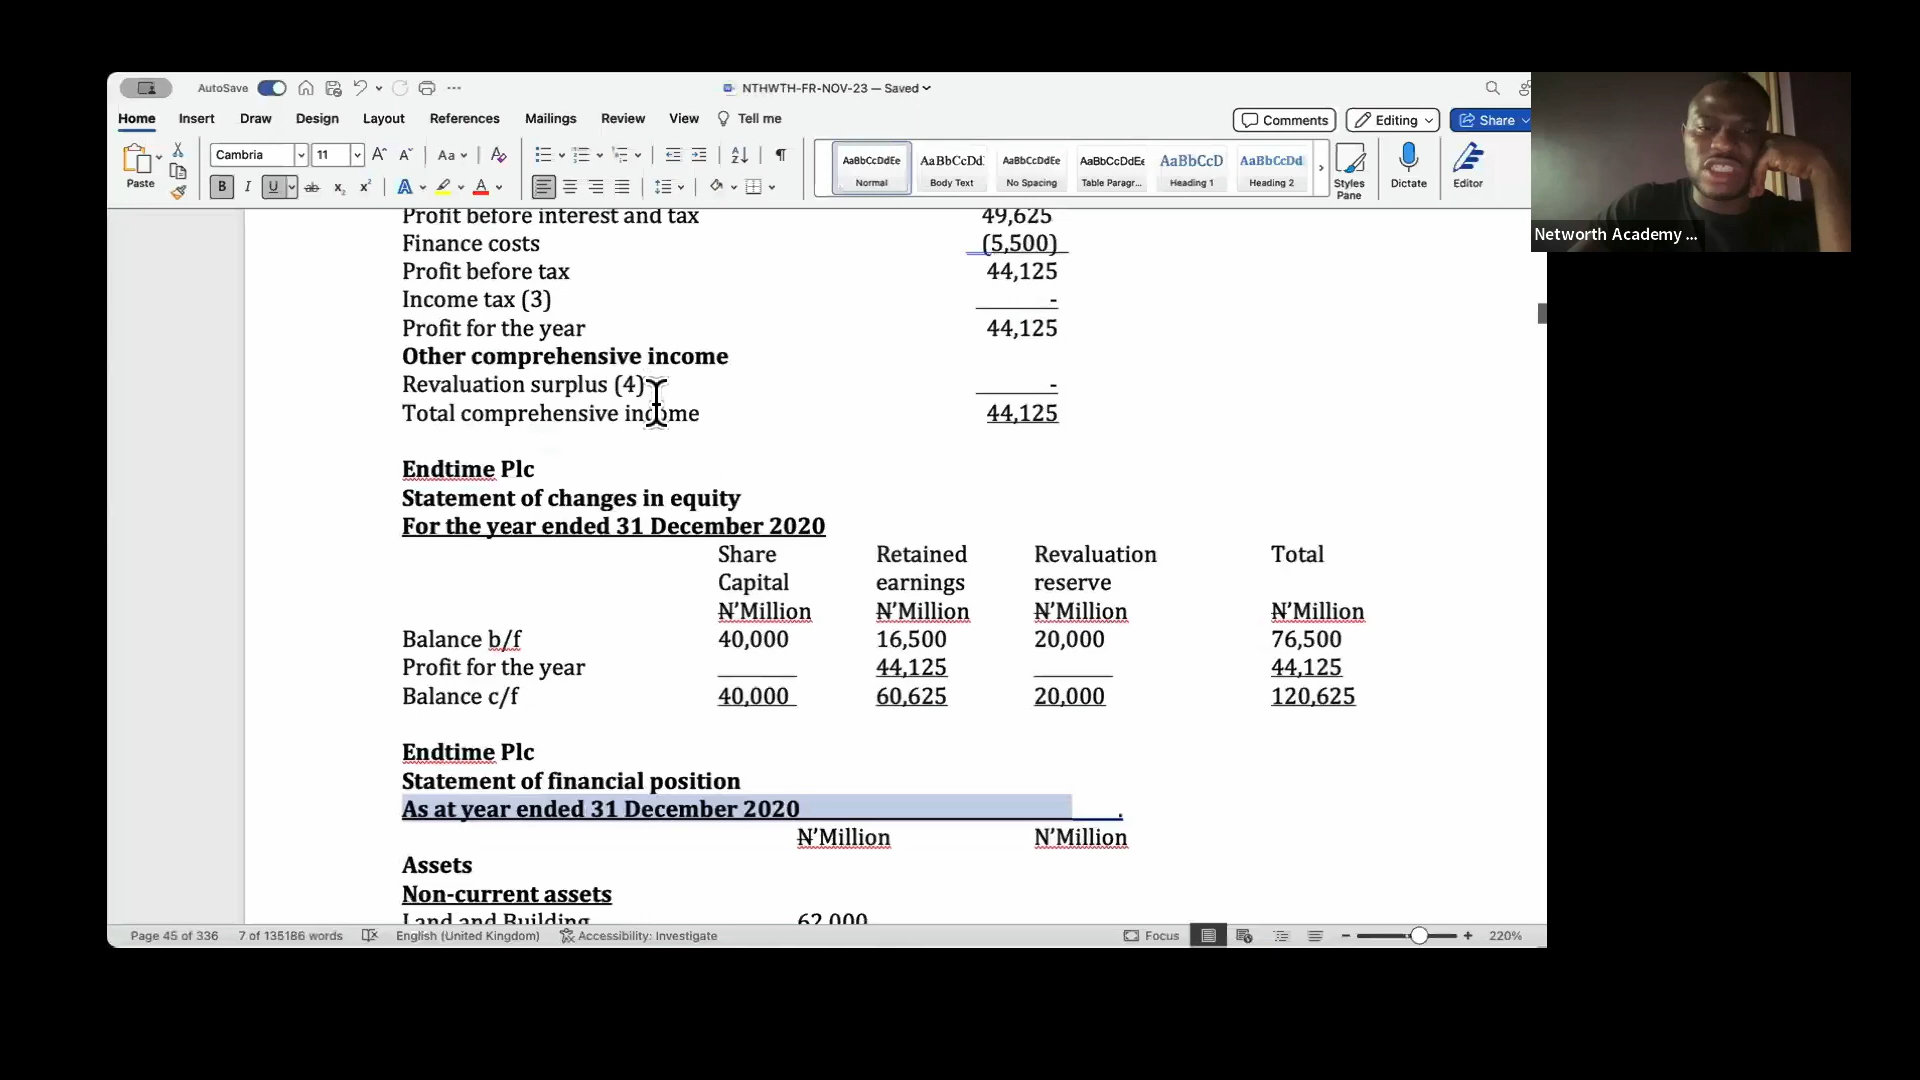 AutoSave
NTHWTH-FR-NOV-23 — Saved
Home Insert Draw Design Layout References Mailings Review View Tell me
Comments Editing Share
Paste
Cambria 11
AaBbCcDdEe AaBbCcDd AaBbCcDdEe AaBbCcDdEe AaBbCcD AaBbCcDd
Normal Body Text No Spacing Table Paragr... Heading 1 Heading 2
Styles Pane Dictate Editor
Networth Academy ...
Profit before interest and tax 49,625
Finance costs (5,500)
Profit before tax 44,125
Income tax (3) -
Profit for the year 44,125
Other comprehensive income
Revaluation surplus (4) -
Total comprehensive income 44,125
Endtime Plc
Statement of changes in equity
For the year ended 31 December 2020
Share Retained Revaluation Total
Capital earnings reserve
₦'Million ₦'Million ₦'Million ₦'Million
Balance b/f 40,000 16,500 20,000 76,500
Profit for the year 44,125 44,125
Balance c/f 40,000 60,625 20,000 120,625
Endtime Plc
Statement of financial position
As at year ended 31 December 2020 .
₦'Million ₦'Million
Assets
Non-current assets
Land and Building 62,000
Page 45 of 336 7 of 135186 words English (United Kingdom) Accessibility: Investigate Focus 220%